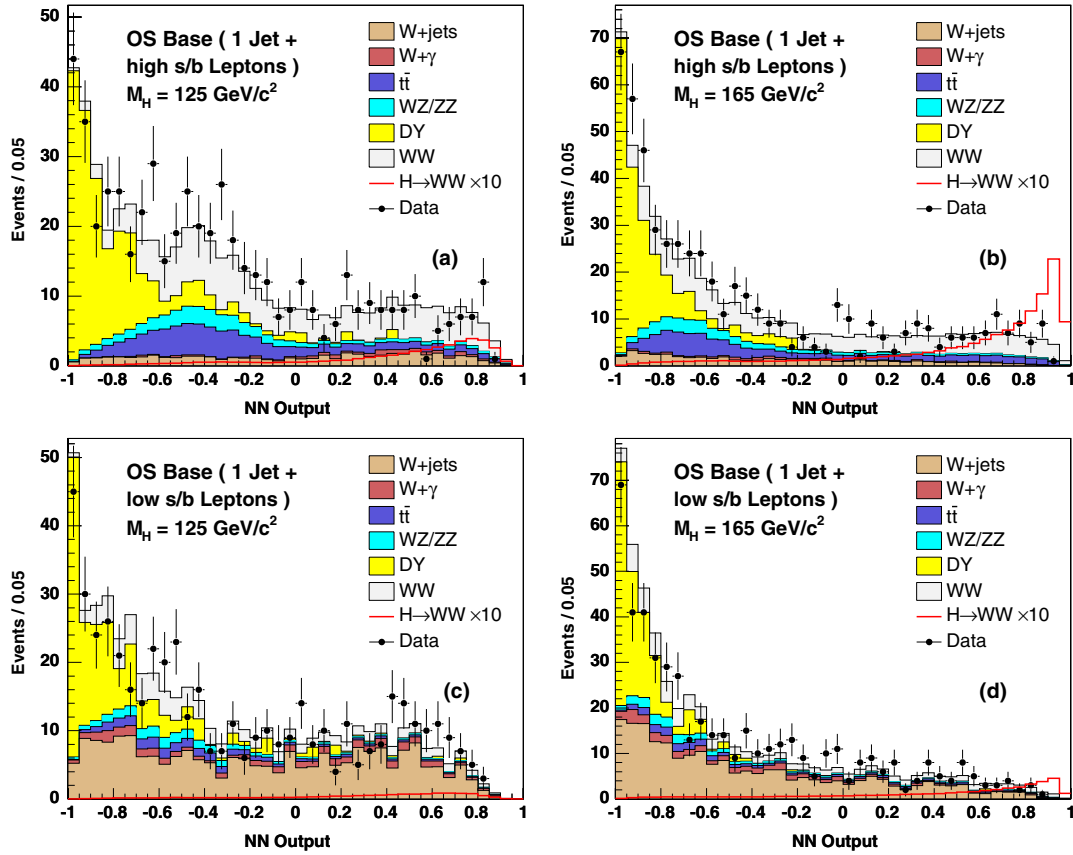 OS Base ( 1 Jet +
high s/b Leptons )
M_H = 125 GeV/c²
W+jets
W+γ
tt̄
WZ/ZZ
DY
WW
H→WW ×10
Data
(a)
Events / 0.05
0
10
20
30
40
50
-1
-0.8
-0.6
-0.4
-0.2
0
0.2
0.4
0.6
0.8
1
NN Output
OS Base ( 1 Jet +
high s/b Leptons )
M_H = 165 GeV/c²
W+jets
W+γ
tt̄
WZ/ZZ
DY
WW
H→WW ×10
Data
(b)
Events / 0.05
0
10
20
30
40
50
60
70
-1
-0.8
-0.6
-0.4
-0.2
0
0.2
0.4
0.6
0.8
1
NN Output
OS Base ( 1 Jet +
low s/b Leptons )
M_H = 125 GeV/c²
W+jets
W+γ
tt̄
WZ/ZZ
DY
WW
H→WW ×10
Data
(c)
Events / 0.05
0
10
20
30
40
50
-1
-0.8
-0.6
-0.4
-0.2
0
0.2
0.4
0.6
0.8
1
NN Output
OS Base ( 1 Jet +
low s/b Leptons )
M_H = 165 GeV/c²
W+jets
W+γ
tt̄
WZ/ZZ
DY
WW
H→WW ×10
Data
(d)
Events / 0.05
0
10
20
30
40
50
60
70
-1
-0.8
-0.6
-0.4
-0.2
0
0.2
0.4
0.6
0.8
1
NN Output